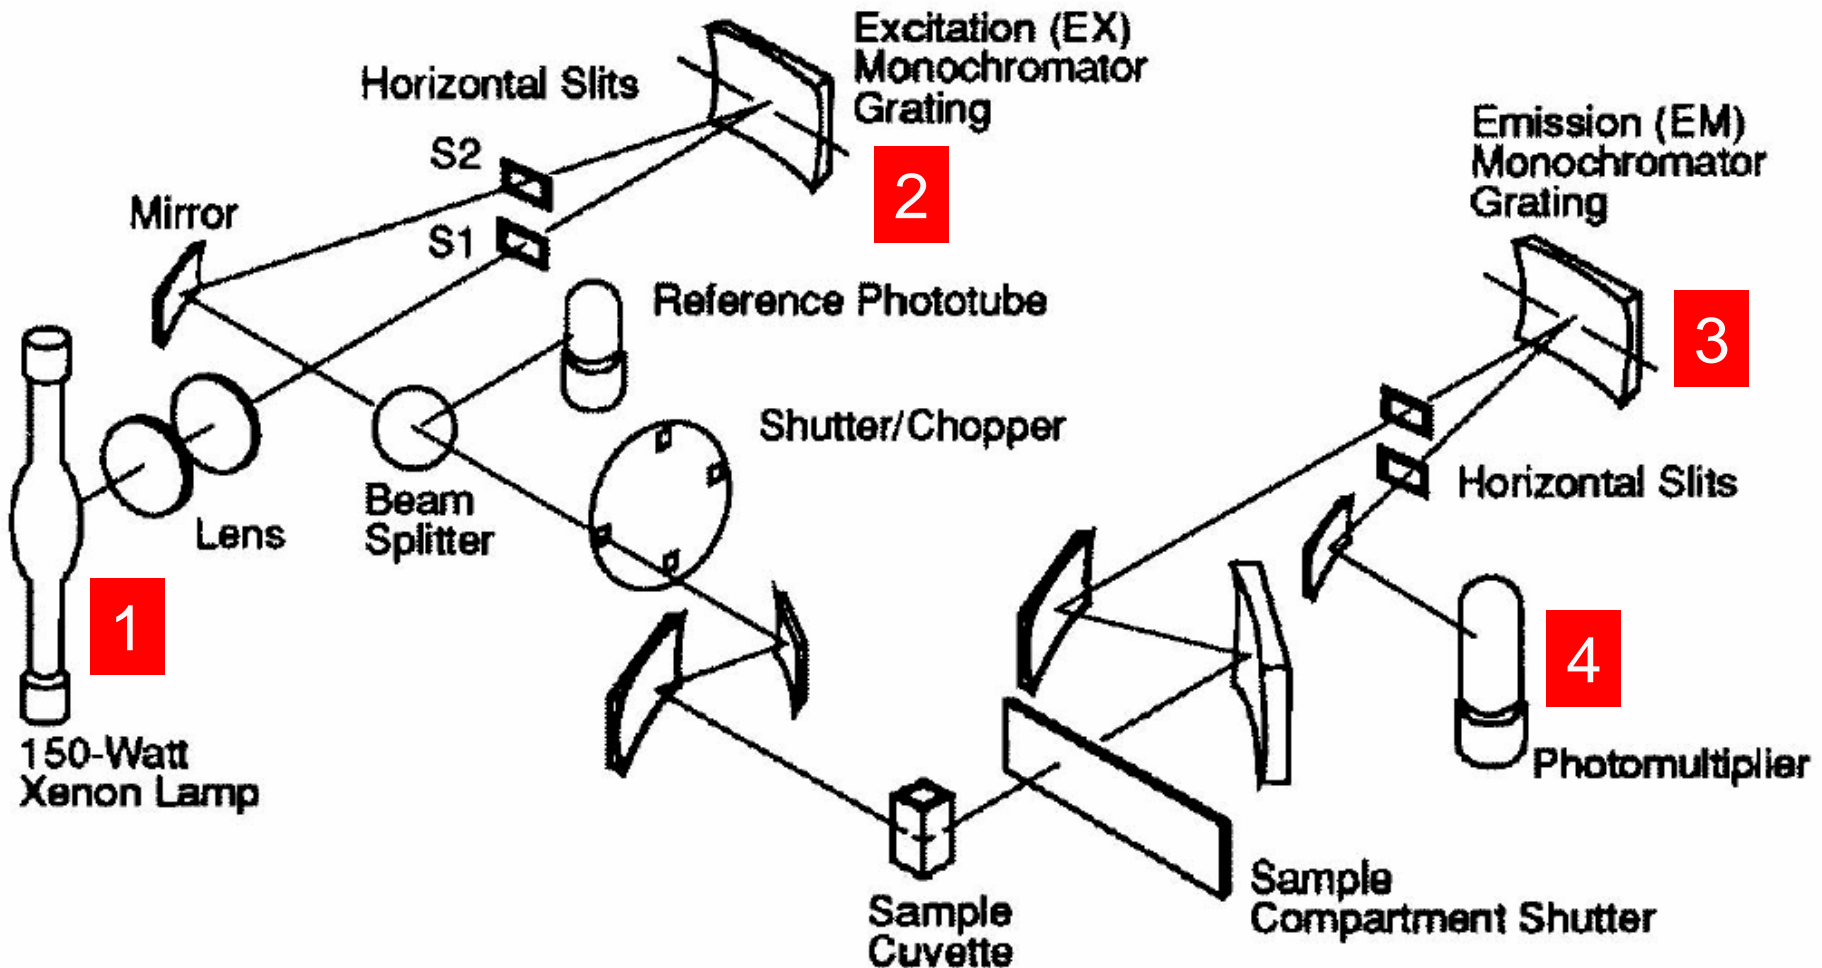 Excitation (EX)
Monochromator
Grating
Horizontal Slits
S2
S1
2
Mirror
Emission (EM)
Monochromator
Grating
3
Reference Phototube
Shutter/Chopper
Beam
Splitter
Lens
Horizontal Slits
1
150-Watt
Xenon Lamp
4
Photomultiplier
Sample
Cuvette
Sample
Compartment Shutter